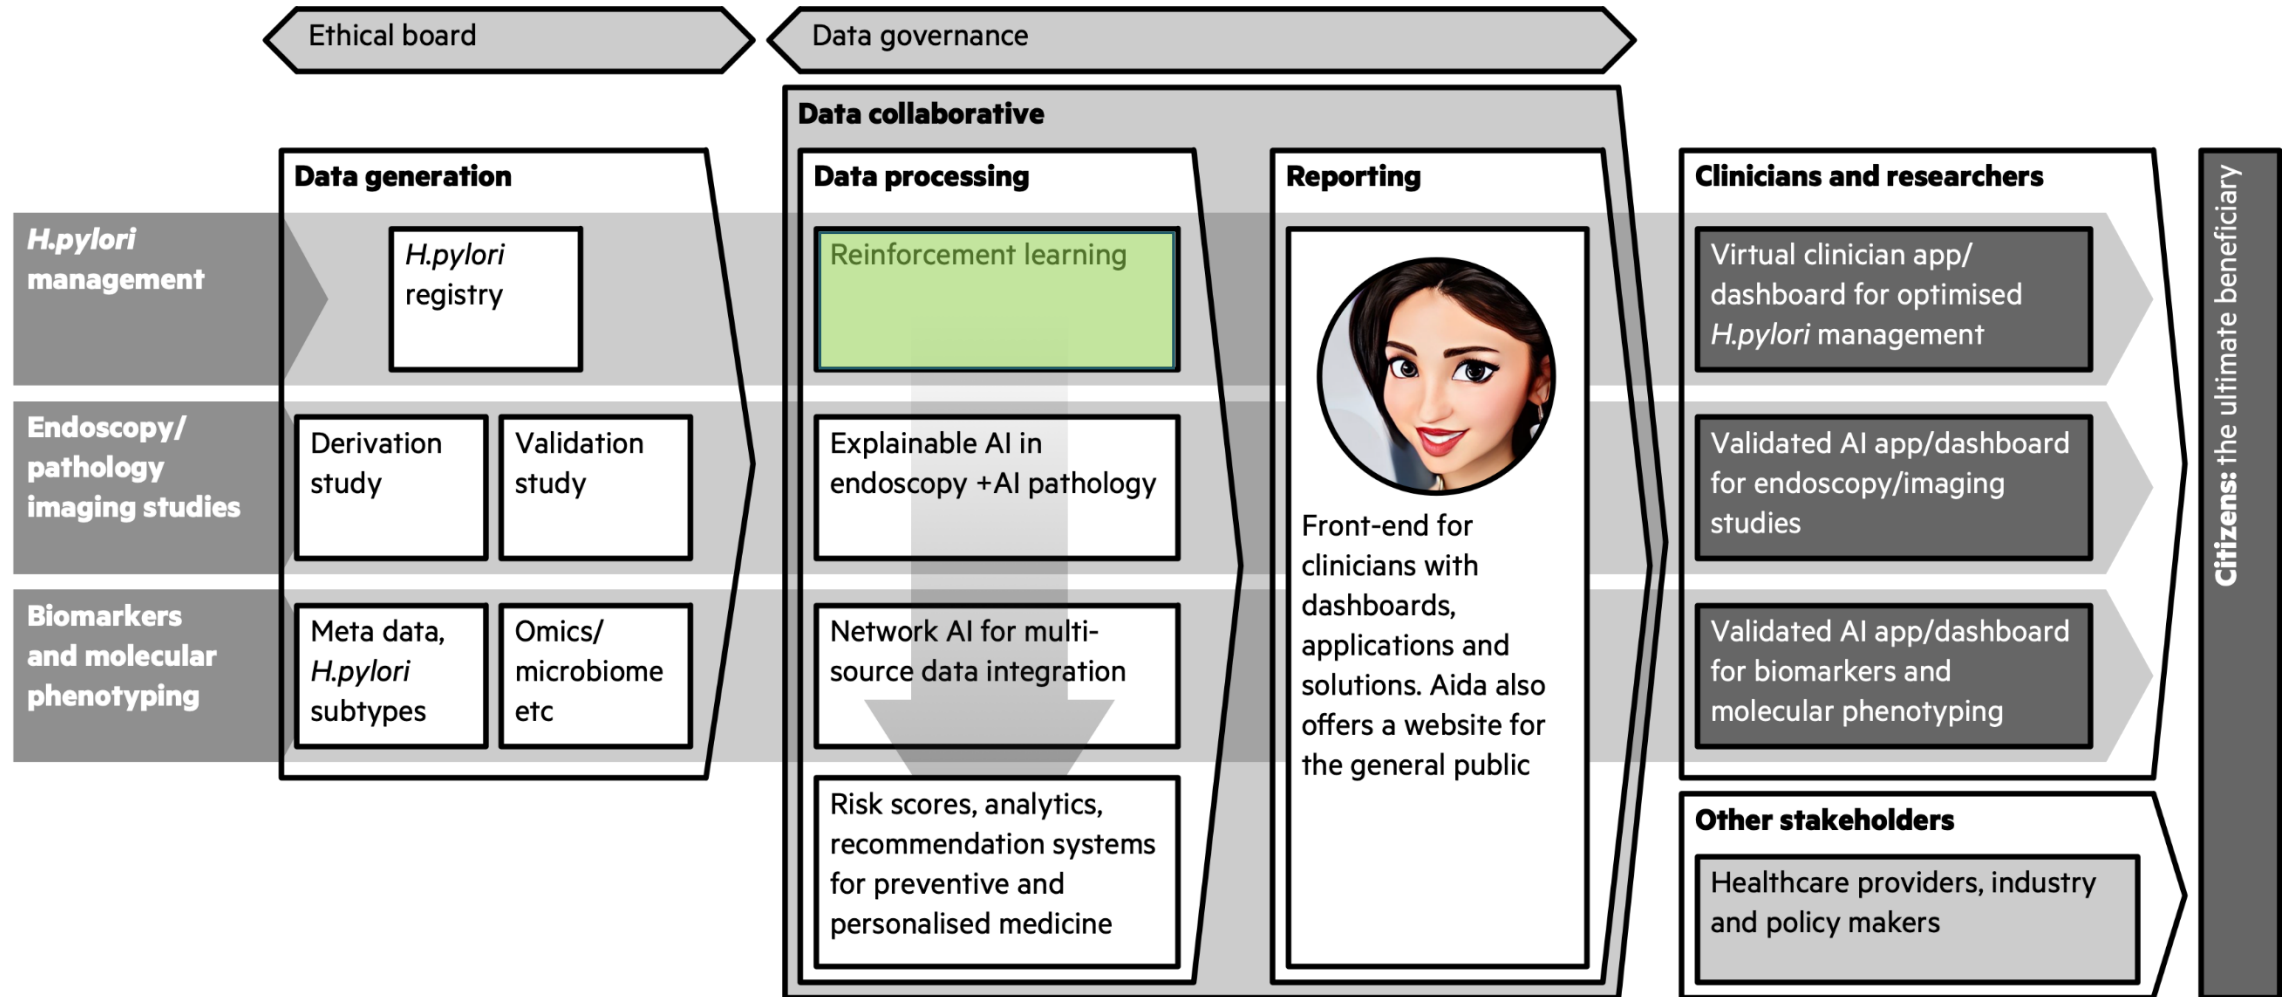 Ethical board
Data governance
Data collaborative
Data generation
Data processing
Reporting
Clinicians and researchers
H.pylori
management
H.pylori
registry
Reinforcement learning
Virtual clinician app/
dashboard for optimised
H.pylori management
Endoscopy/
pathology
imaging studies
Derivation
study
Validation
study
Explainable AI in
endoscopy +AI pathology
Validated AI app/dashboard
for endoscopy/imaging
studies
Biomarkers
and molecular
phenotyping
Meta data,
H.pylori
subtypes
Omics/
microbiome
etc
Network AI for multi-
source data integration
Risk scores, analytics,
recommendation systems
for preventive and
personalised medicine
Front-end for
clinicians with
dashboards,
applications and
solutions. Aida also
offers a website for
the general public
Validated AI app/dashboard
for biomarkers and
molecular phenotyping
Other stakeholders
Healthcare providers, industry
and policy makers
Citizens: the ultimate beneficiary